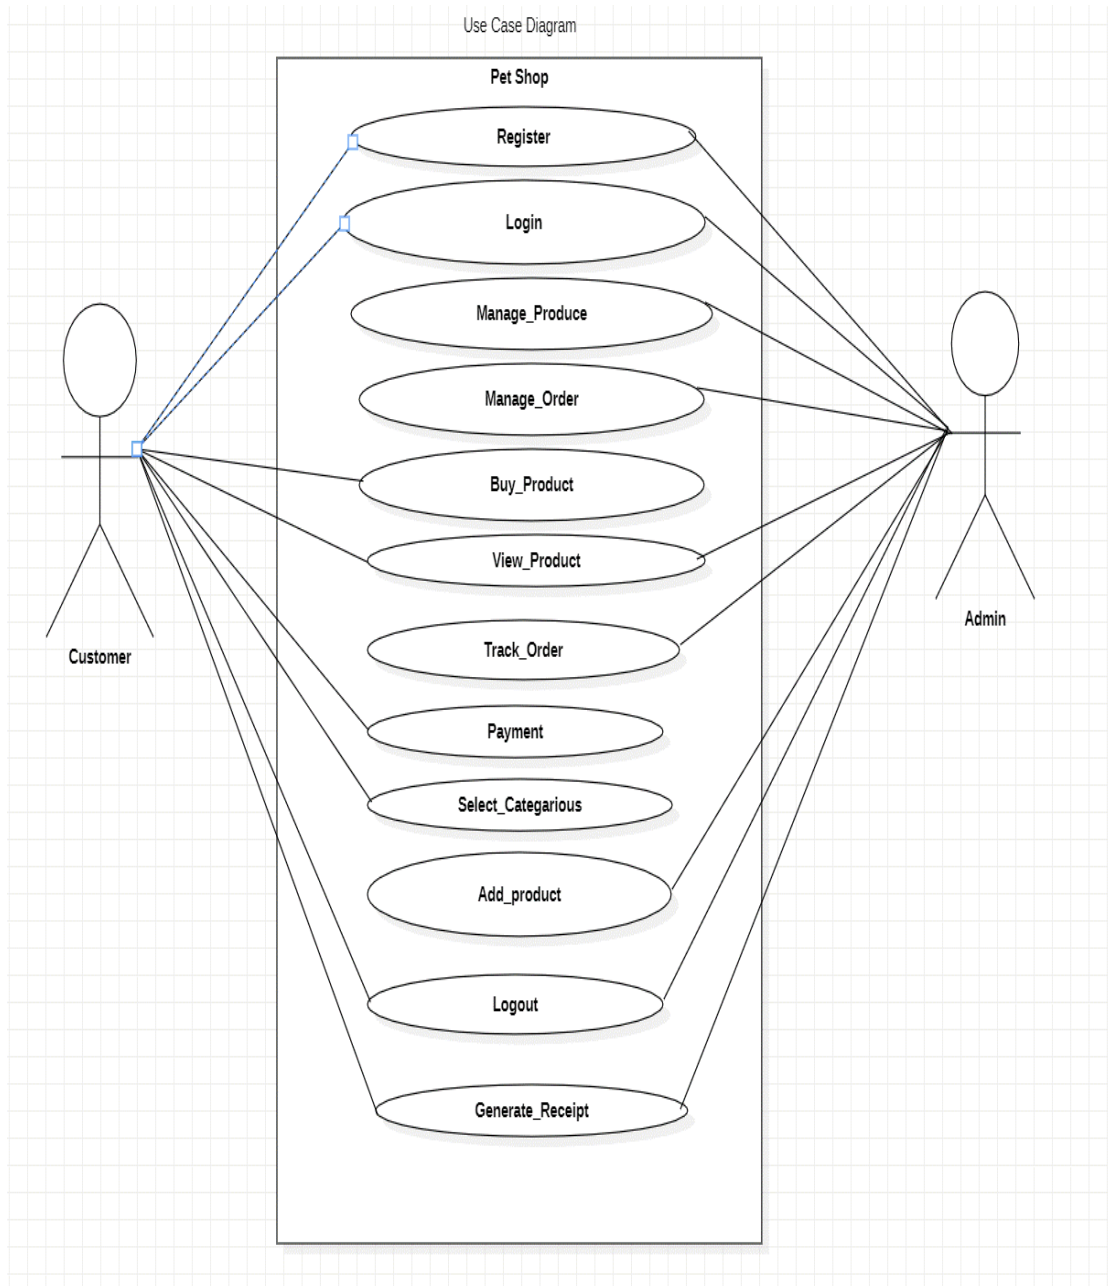 Use Case Diagram
Pet Shop
Register
Login
Manage_Produce
Manage_Order
Buy_Product
View_Product
Track_Order
Payment
Select_Categarious
Add_product
Logout
Generate_Receipt
Customer
Admin